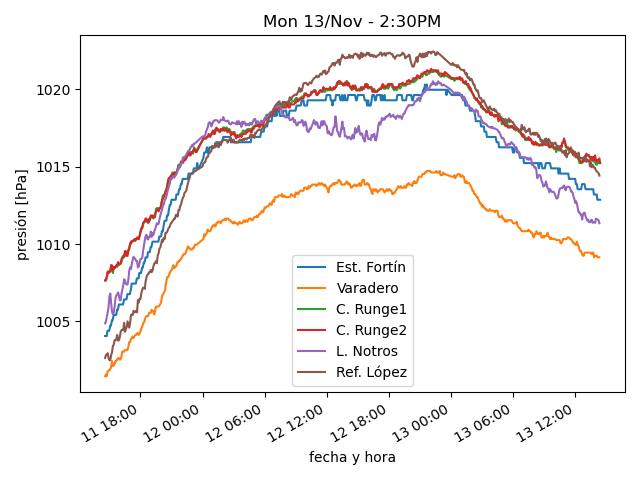 Mon 13/Nov - 2:30PM
presión [hPa]
1020
1015
1010
1005
Est. Fortín
Varadero
C. Runge1
C. Runge2
L. Notros
Ref. López
11 18:00
12 00:00
12 06:00
12 12:00
12 18:00
13 00:00
13 06:00
13 12:00
fecha y hora